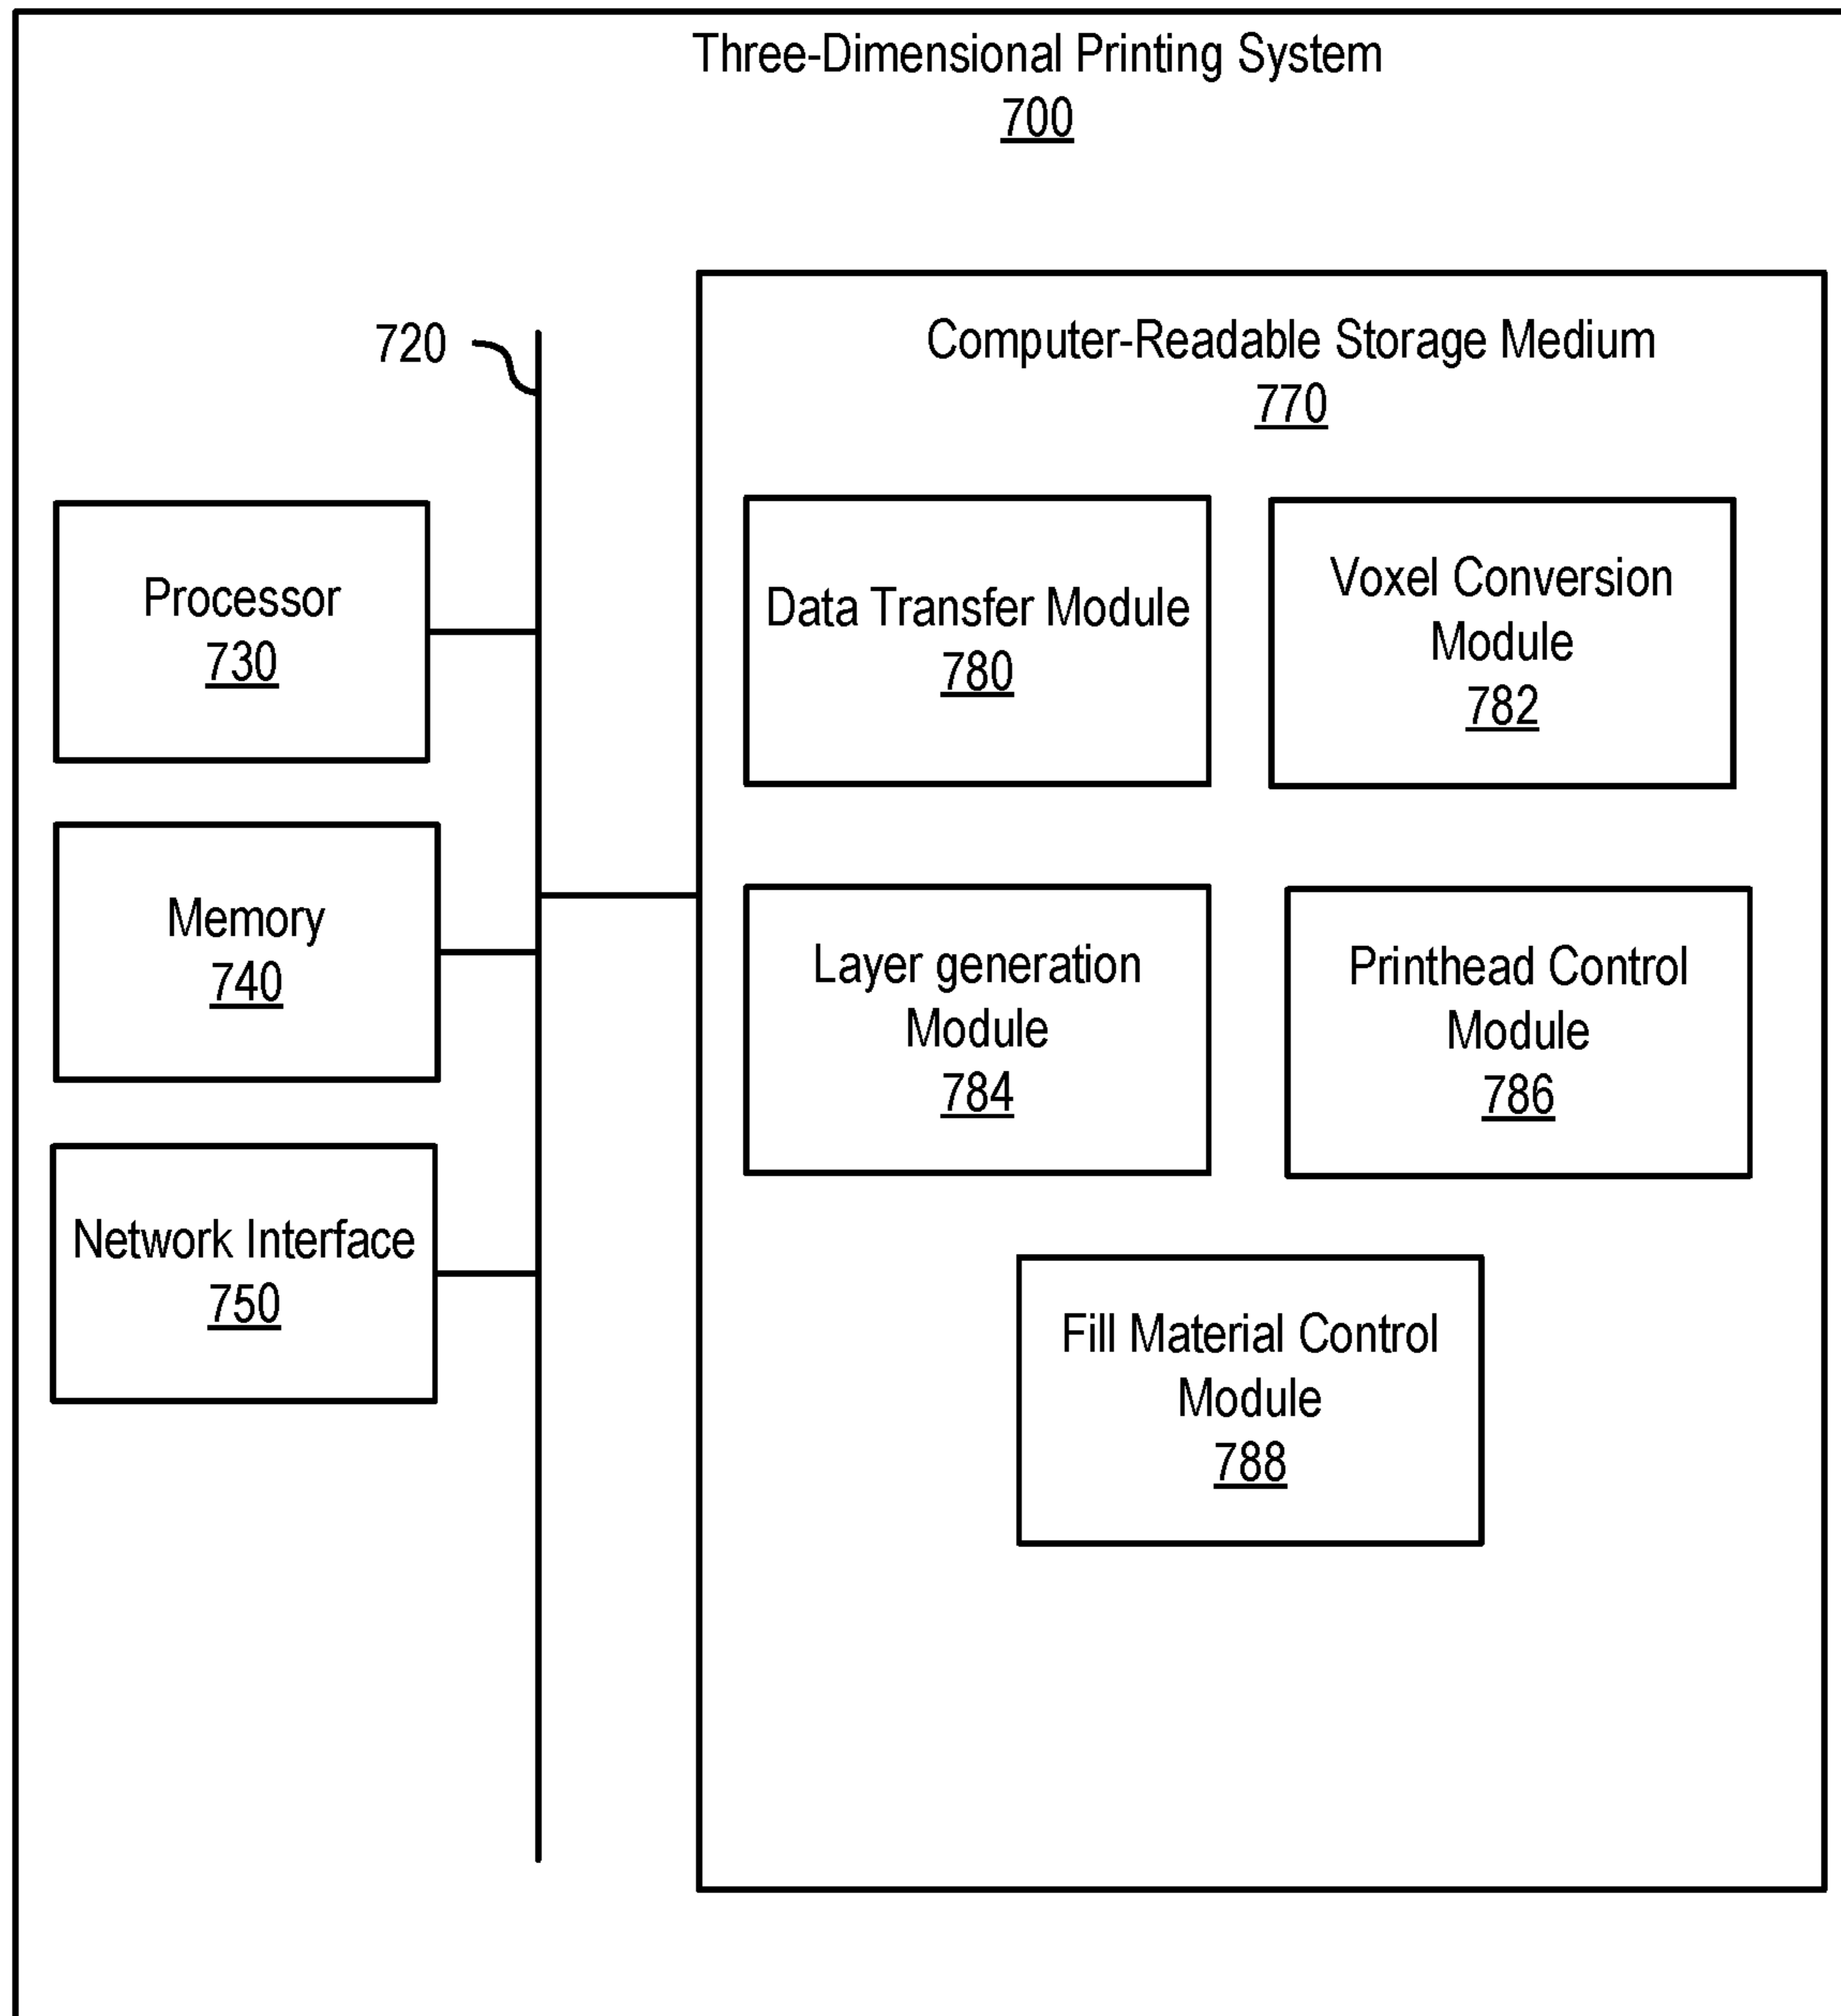 Three-Dimensional Printing System
700
720
Computer-Readable Storage Medium
770
Processor
730
Memory
740
Network Interface
750
Data Transfer Module
780
Voxel Conversion
Module
782
Layer generation
Module
784
Printhead Control
Module
786
Fill Material Control
Module
788